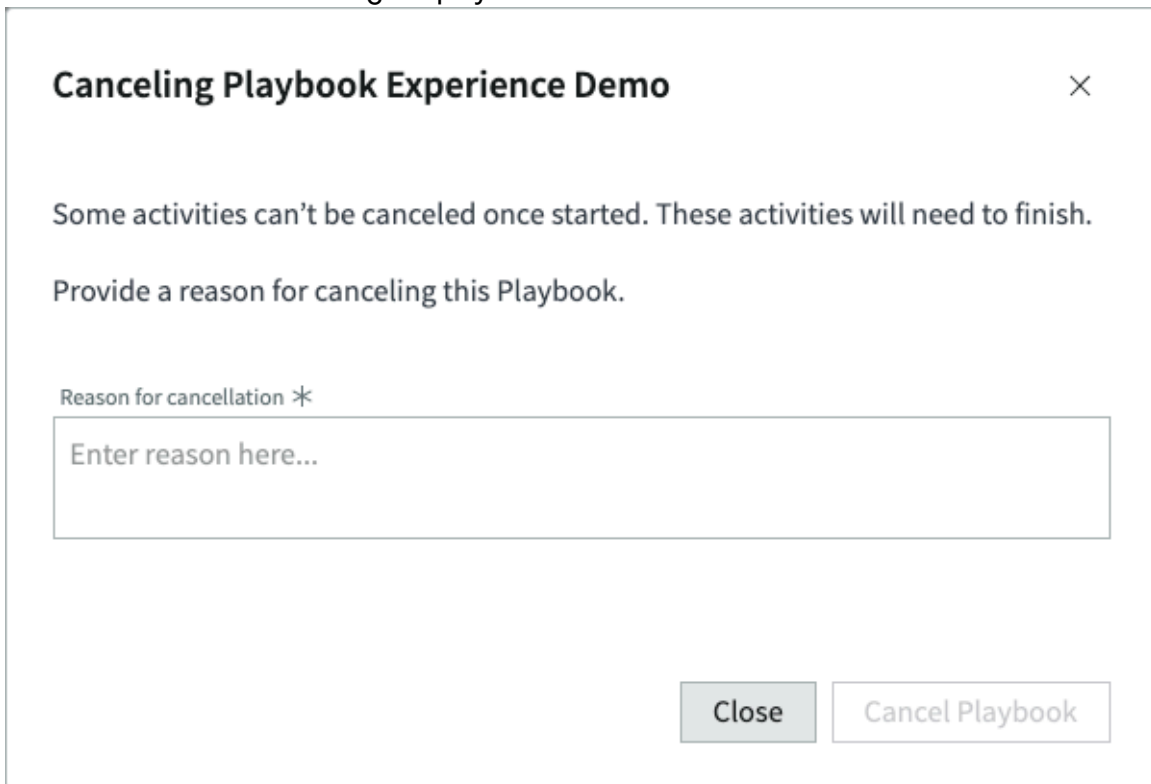 Canceling Playbook Experience Demo
Some activities can’t be canceled once started. These activities will need to finish.
Provide a reason for canceling this Playbook.
Reason for cancellation *
Enter reason here...
Close
Cancel Playbook